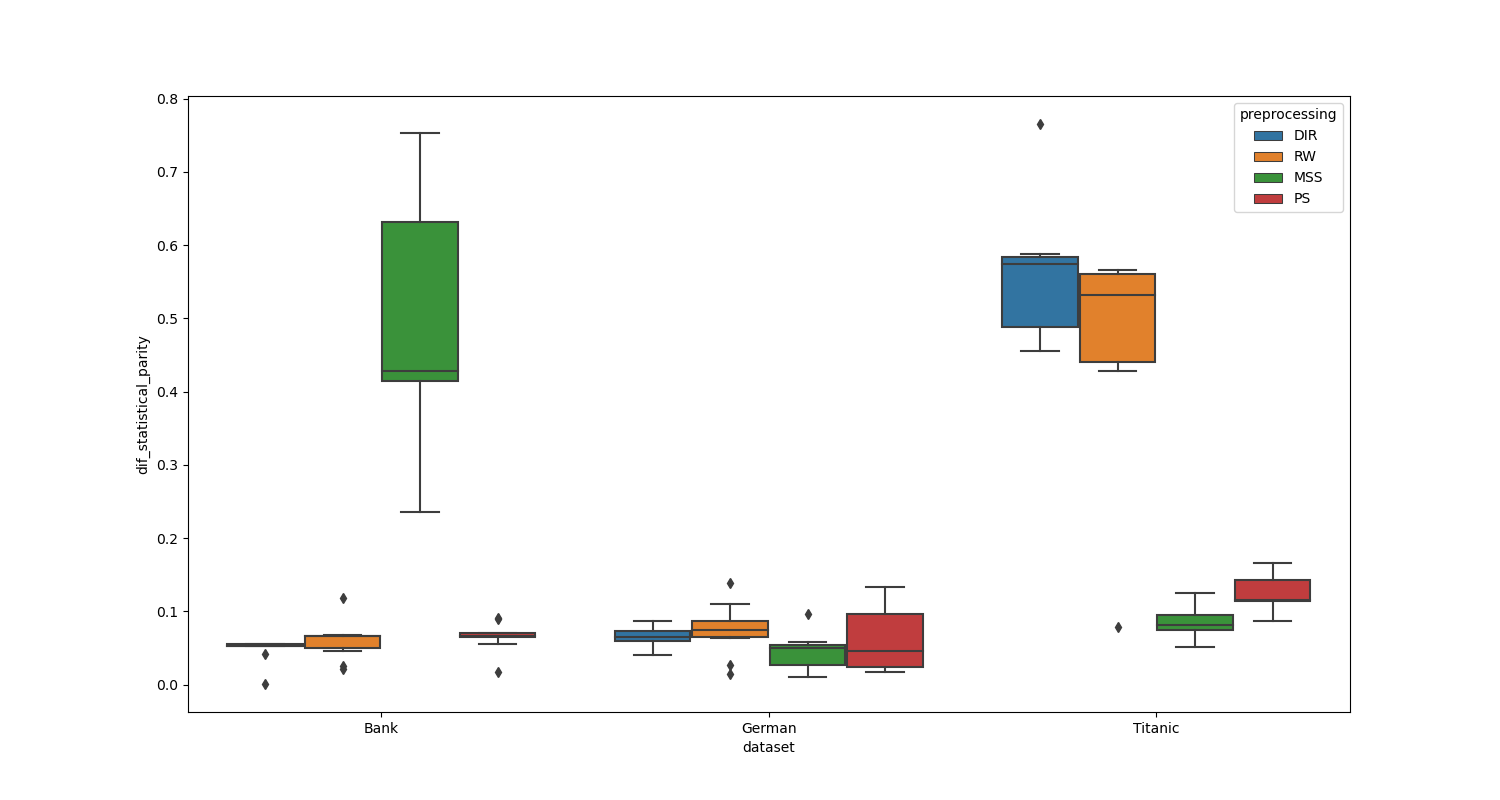 0.8
0.7
0.6
0.5
0.4
0.3
0.2
0.1
0.0
dif_statistical_parity
preprocessing
DIR
RW
MSS
PS
Bank
German
Titanic
dataset